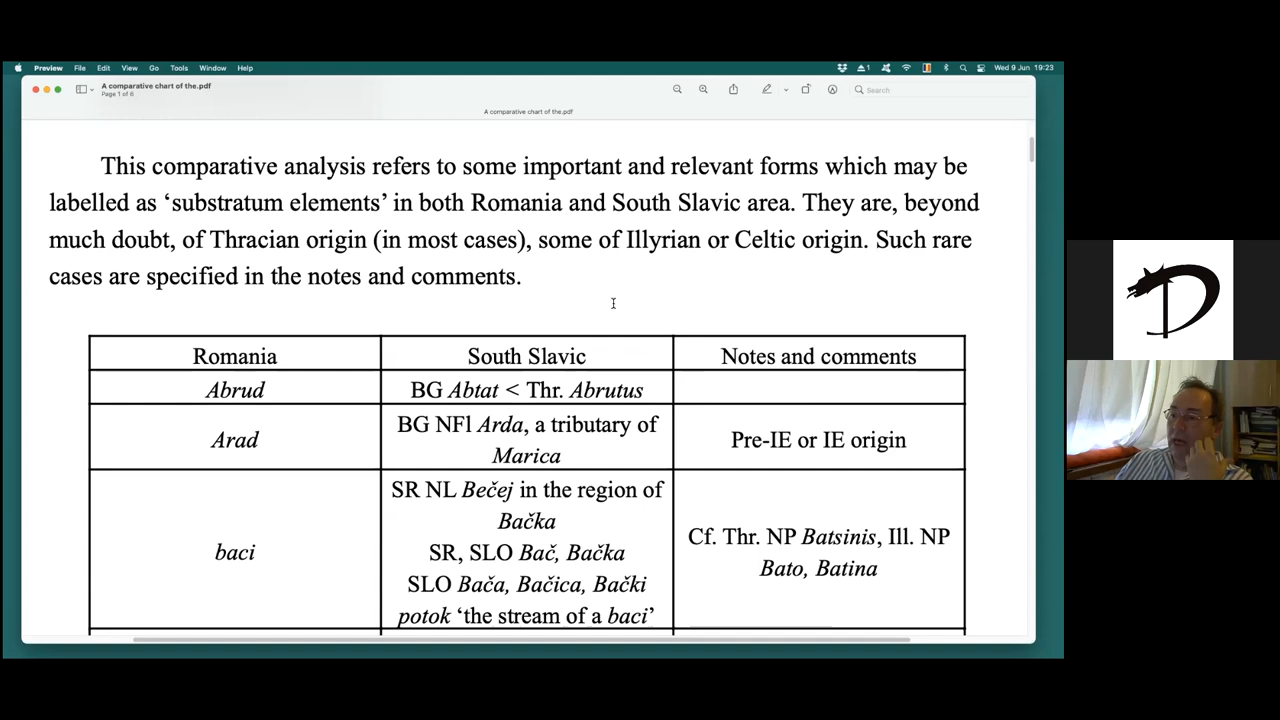 Preview File Edit View Go Tools Window Help
1 Wed 9 Jun 19:23
A comparative chart of the.pdf
Page 1 of 6
Search
A comparative chart of the.pdf
This comparative analysis refers to some important and relevant forms which may be
labelled as ‘substratum elements’ in both Romania and South Slavic area. They are, beyond
much doubt, of Thracian origin (in most cases), some of Illyrian or Celtic origin. Such rare
cases are specified in the notes and comments.
Romania South Slavic Notes and comments
Abrud BG Abtat < Thr. Abrutus
Arad
BG NFl Arda, a tributary of
Marica
Pre-IE or IE origin
baci
SR NL Bečej in the region of
Bačka
SR, SLO Bač, Bačka
SLO Bača, Bačica, Bački
potok ‘the stream of a baci’
Cf. Thr. NP Batsinis, Ill. NP
Bato, Batina
D